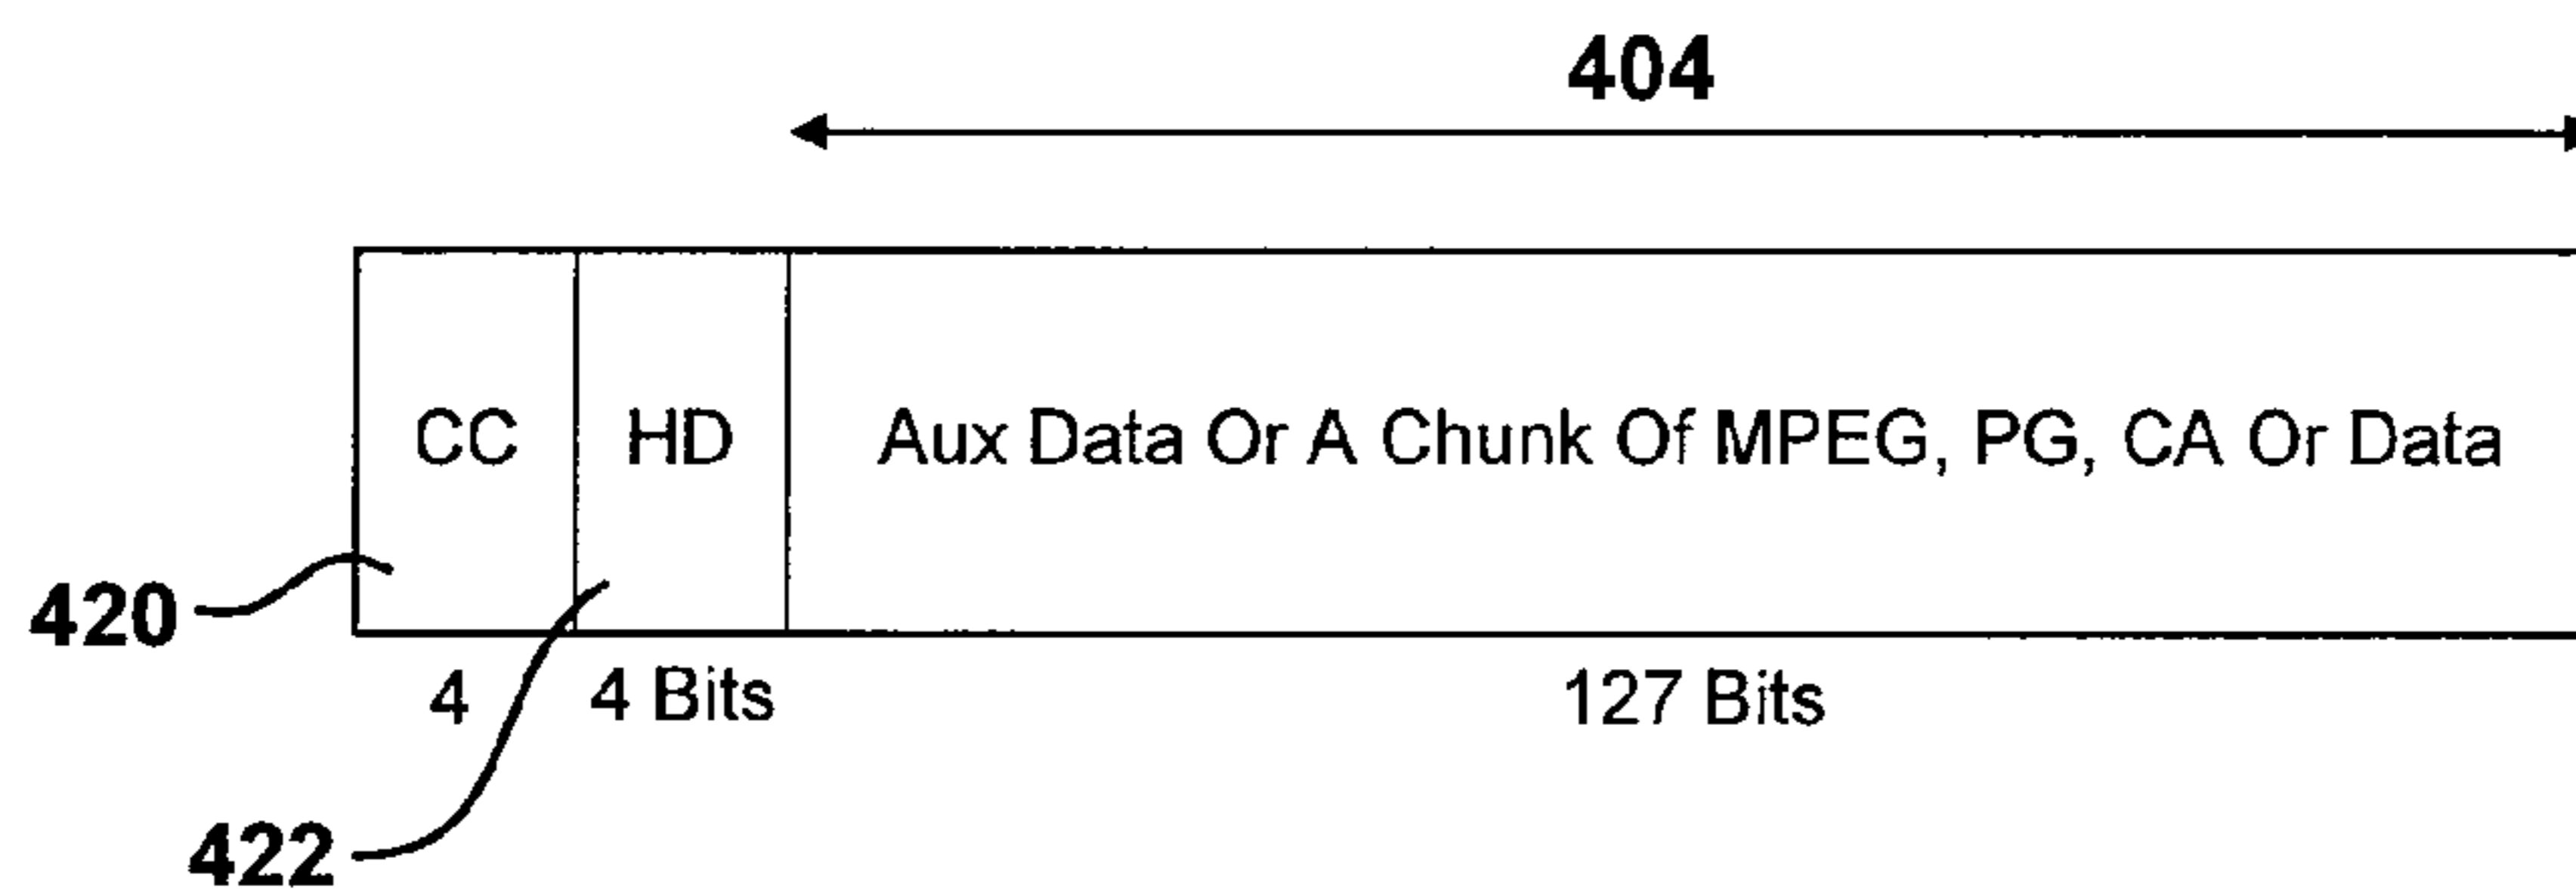 404
CC
HD
Aux Data Or A Chunk Of MPEG, PG, CA Or Data
420
4
4 Bits
127 Bits
422